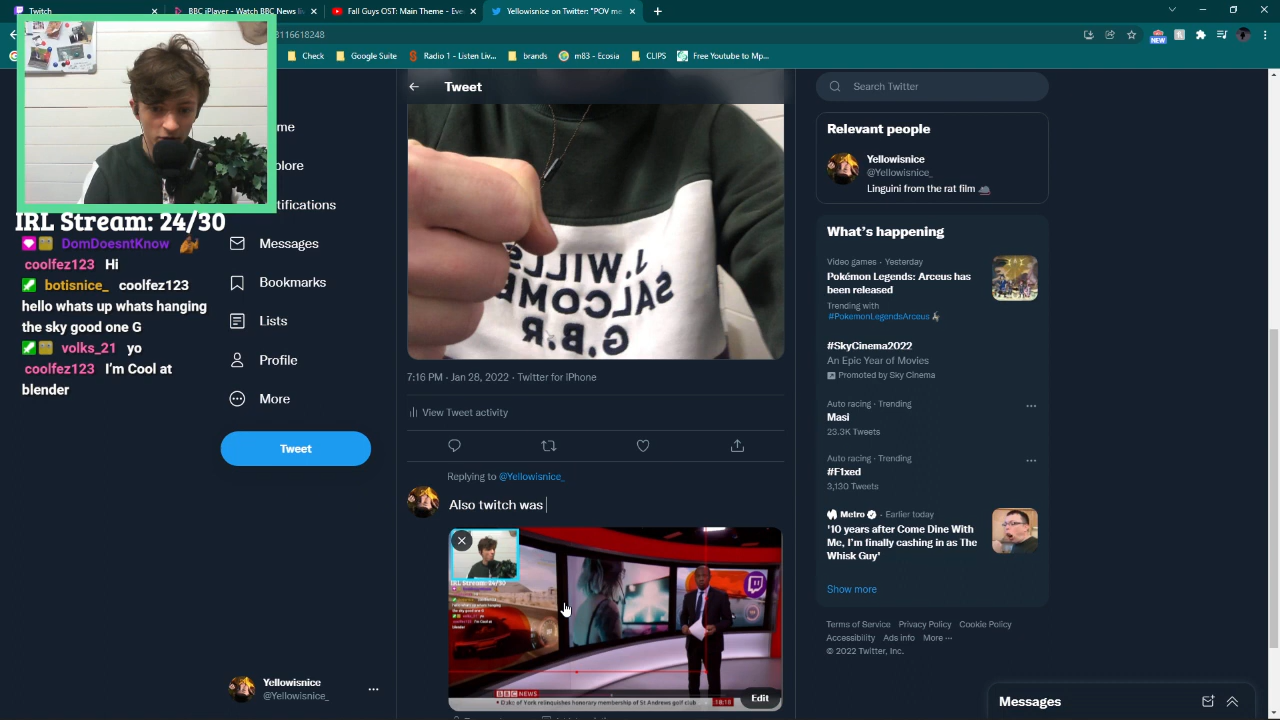 Twitch
Watch BBC News li
Fall Guys OST: Main Theme - Eve
Yellowisnice on Twitter: "POV me
8116618248
Check
Google Suite
Radio 1 - Listen Liv...
brands
m83 - Ecosia
CLIPS
Free Youtube to Mp...
NEW
IRL Stream: 24/30
DomDoesntKnow
coolfez123 Hi
botisnice_ coolfez123
hello whats up whats hanging
the sky good one G
volks_21 yo
coolfez123 I'm Cool at
blender
me
lore
tifications
Messages
Bookmarks
Lists
Profile
More
Tweet
Yellowisnice
@Yellowisnice_
Tweet
J.WILLS
SALCOMBE
G.B.R
7:16 PM · Jan 28, 2022 · Twitter for iPhone
View Tweet activity
Replying to @Yellowisnice_
Also twitch was
IRL Stream: 24/30
BBC NEWS
Duke of York relinquishes honorary membership of St Andrews golf club
18:18
Edit
Search Twitter
Relevant people
Yellowisnice
@Yellowisnice_
Linguini from the rat film
What's happening
Video games · Yesterday
Pokémon Legends: Arceus has
been released
Trending with
#PokemonLegendsArceus
#SkyCinema2022
An Epic Year of Movies
Promoted by Sky Cinema
Auto racing · Trending
Masi
23.3K Tweets
Auto racing · Trending
#F1xed
3,130 Tweets
Metro · Earlier today
'10 years after Come Dine With
Me, I'm finally cashing in as The
Whisk Guy'
Show more
Terms of Service Privacy Policy Cookie Policy
Accessibility Ads info More ···
© 2022 Twitter, Inc.
Messages